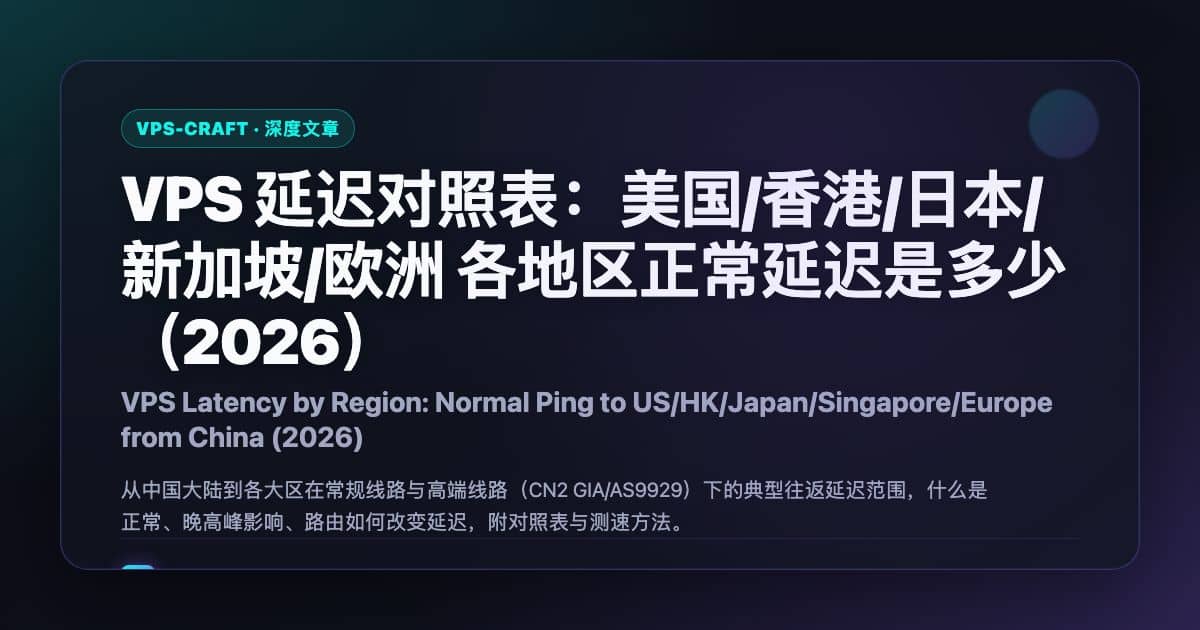 VPS-CRAFT · 深度文章
VPS 延迟对照表：美国/香港/日本/
新加坡/欧洲 各地区正常延迟是多少
（2026）
VPS Latency by Region: Normal Ping to US/HK/Japan/Singapore/Europe
from China (2026)
从中国大陆到各大区在常规线路与高端线路（CN2 GIA/AS9929）下的典型往返延迟范围，什么是
正常、晚高峰影响、路由如何改变延迟，附对照表与测速方法。